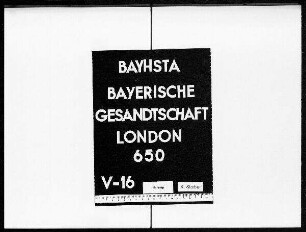 BAYHSTA
BAYERISCHE
GESANDTSCHAFT
LONDON
650
V-16